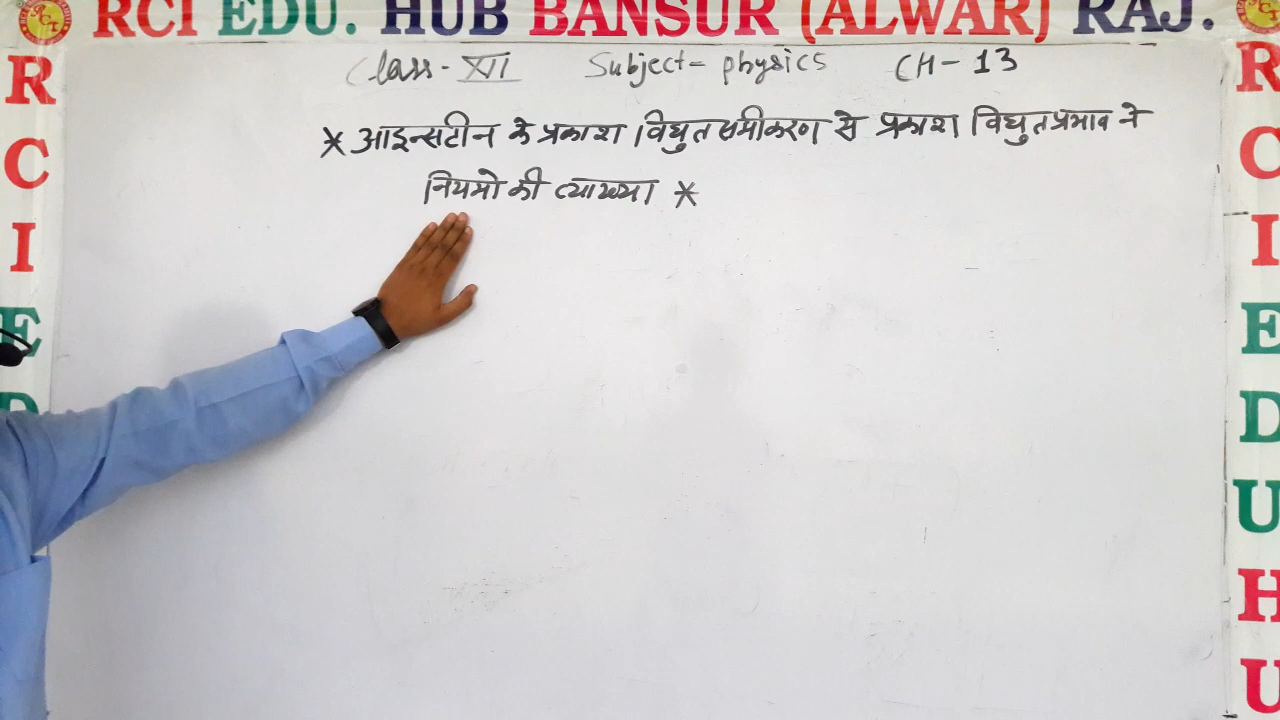 RCI EDU. HUB BANSUR (ALWAR) RAJ.
Class - XII Subject - physics CH - 13
* आइन्सटीन के प्रकाश विद्युत समीकरण से प्रकाश विद्युत प्रभाव के
नियमो की व्याख्या *
R
C
I
E
D
R
C
I
E
D
U
H
U